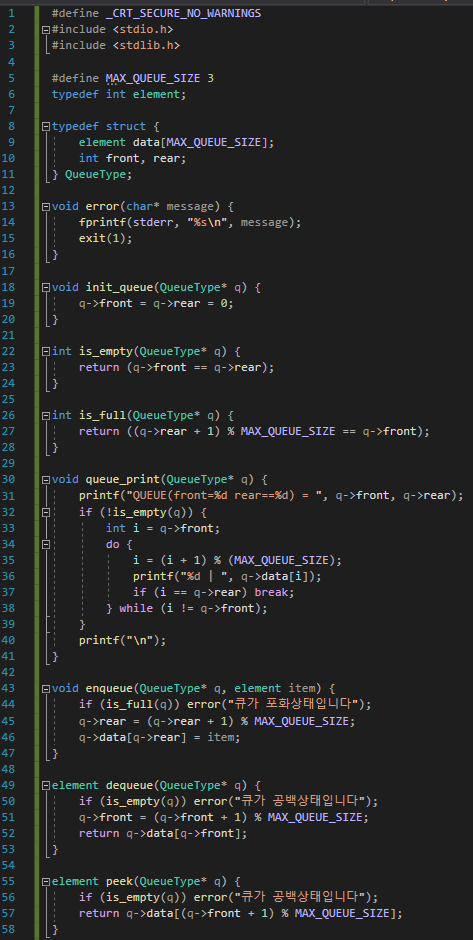 1 #define _CRT_SECURE_NO_WARNINGS
2 #include <stdio.h>
3 #include <stdlib.h>
4
5 #define MAX_QUEUE_SIZE 3
6 typedef int element;
7
8 typedef struct {
9     element data[MAX_QUEUE_SIZE];
10     int front, rear;
11 } QueueType;
12
13 void error(char* message) {
14     fprintf(stderr, "%s\n", message);
15     exit(1);
16 }
17
18 void init_queue(QueueType* q) {
19     q->front = q->rear = 0;
20 }
21
22 int is_empty(QueueType* q) {
23     return (q->front == q->rear);
24 }
25
26 int is_full(QueueType* q) {
27     return ((q->rear + 1) % MAX_QUEUE_SIZE == q->front);
28 }
29
30 void queue_print(QueueType* q) {
31     printf("QUEUE(front=%d rear==%d) = ", q->front, q->rear);
32     if (!is_empty(q)) {
33         int i = q->front;
34         do {
35             i = (i + 1) % (MAX_QUEUE_SIZE);
36             printf("%d | ", q->data[i]);
37             if (i == q->rear) break;
38         } while (i != q->front);
39     }
40     printf("\n");
41 }
42
43 void enqueue(QueueType* q, element item) {
44     if (is_full(q)) error("큐가 포화상태입니다");
45     q->rear = (q->rear + 1) % MAX_QUEUE_SIZE;
46     q->data[q->rear] = item;
47 }
48
49 element dequeue(QueueType* q) {
50     if (is_empty(q)) error("큐가 공백상태입니다");
51     q->front = (q->front + 1) % MAX_QUEUE_SIZE;
52     return q->data[q->front];
53 }
54
55 element peek(QueueType* q) {
56     if (is_empty(q)) error("큐가 공백상태입니다");
57     return q->data[(q->front + 1) % MAX_QUEUE_SIZE];
58 }